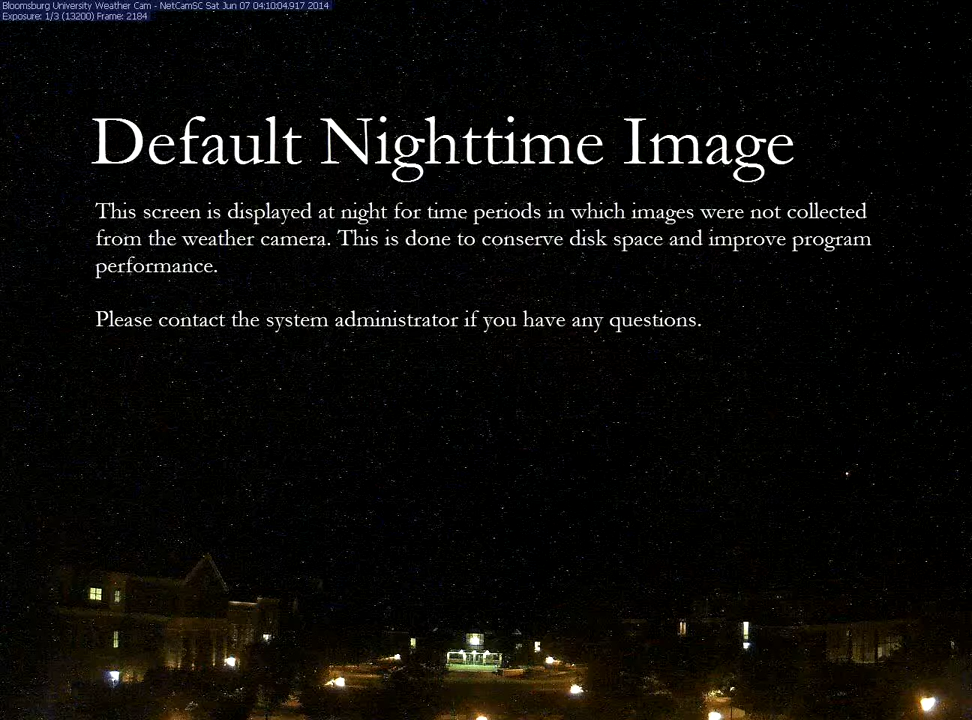 Bloomsburg University Weather Cam - NetCamSC Sat Jun 07 04:10:04.917 2014
Exposure: 1/3 (13200) Frame: 2184
Default Nighttime Image
This screen is displayed at night for time periods in which images were not collected
from the weather camera. This is done to conserve disk space and improve program
performance.
Please contact the system administrator if you have any questions.